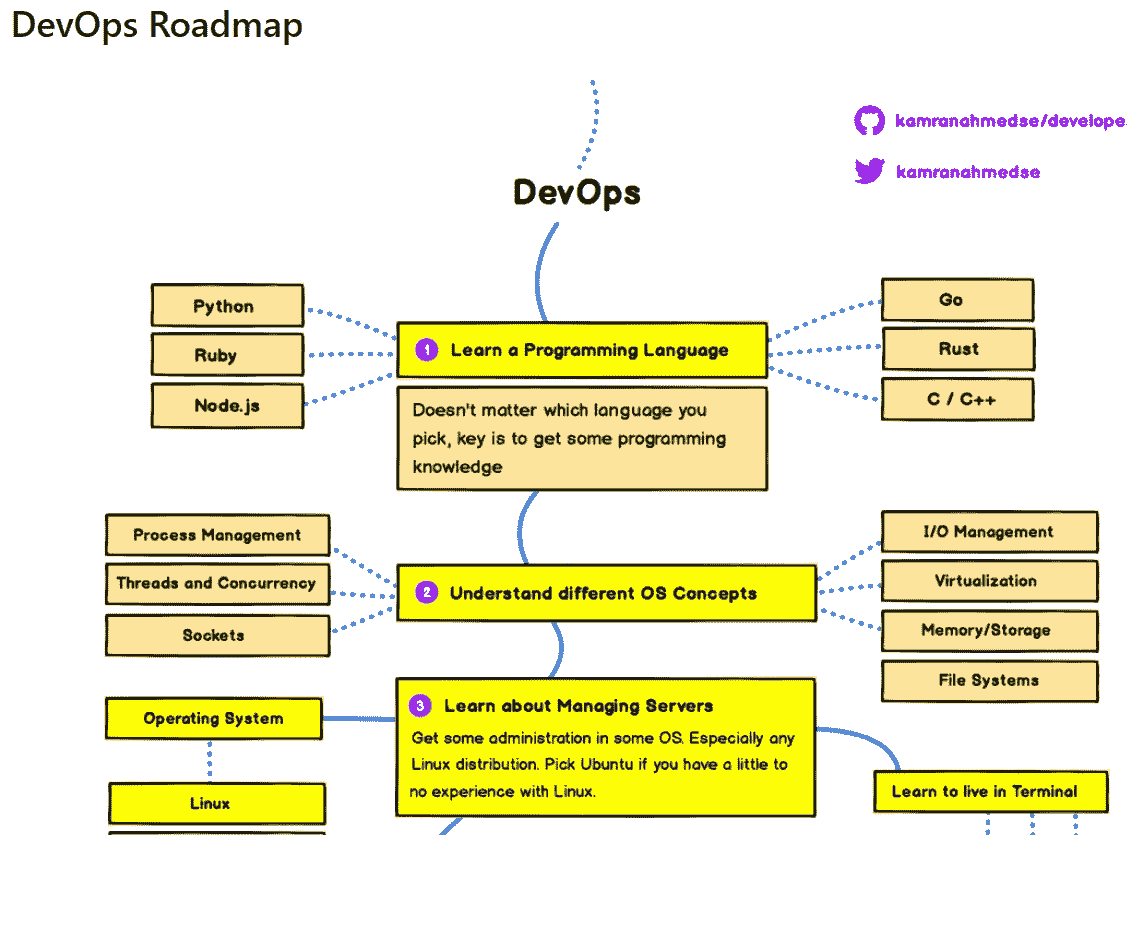 DevOps Roadmap
kamranahmedse/develope
kamranahmedse
DevOps
Python
Ruby
Node.js
1 Learn a Programming Language
Doesn't matter which language you
pick, key is to get some programming
knowledge
Go
Rust
C / C++
Process Management
Threads and Concurrency
Sockets
2 Understand different OS Concepts
I/O Management
Virtualization
Memory/Storage
File Systems
Operating System
Linux
3 Learn about Managing Servers
Get some administration in some OS. Especially any
Linux distribution. Pick Ubuntu if you have a little to
no experience with Linux.
Learn to live in Terminal